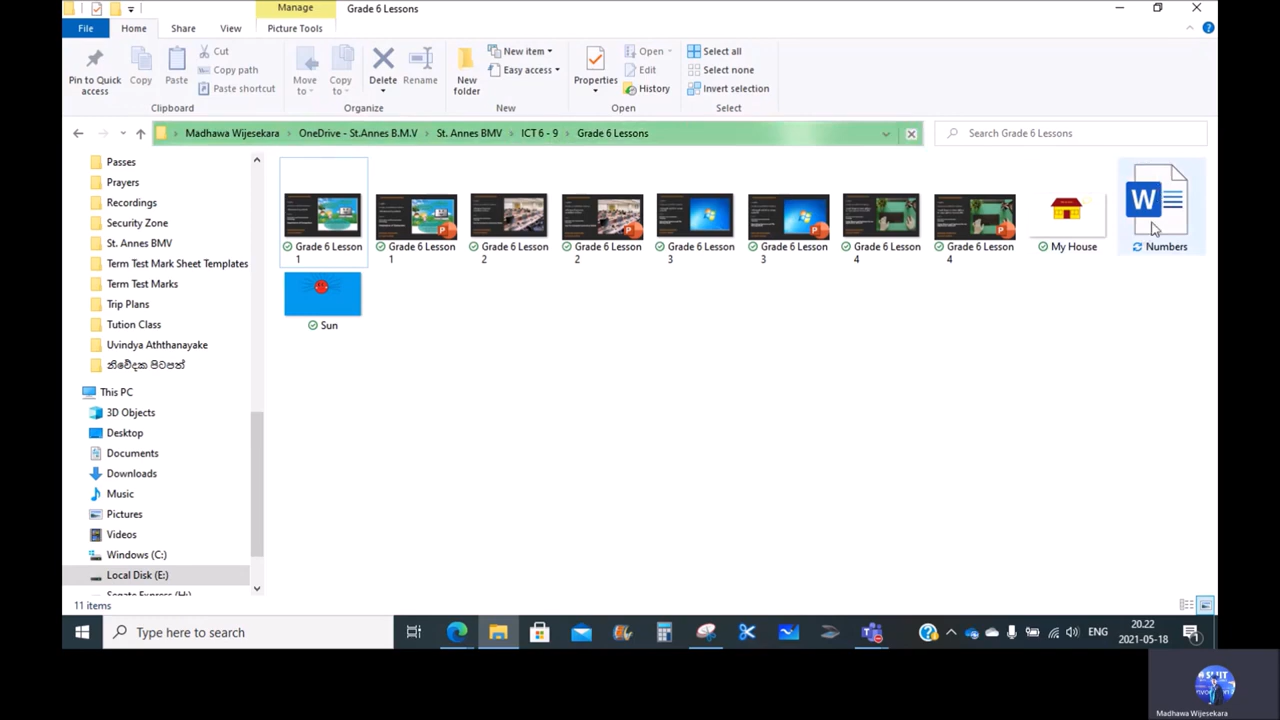 Manage
Grade 6 Lessons
File
Home
Share
View
Picture Tools
Pin to Quick access
Copy
Paste
Cut
Copy path
Paste shortcut
Clipboard
Move to
Copy to
Delete
Rename
Organize
New folder
New item
Easy access
New
Properties
Open
Edit
History
Open
Select all
Select none
Invert selection
Select
Madhawa Wijesekara
OneDrive - St.Annes B.M.V
St. Annes BMV
ICT 6 - 9
Grade 6 Lessons
Search Grade 6 Lessons
Passes
Prayers
Recordings
Security Zone
St. Annes BMV
Term Test Mark Sheet Templates
Term Test Marks
Trip Plans
Tution Class
Uvindya Aththanayake
නිවේදක පිටපත්
This PC
3D Objects
Desktop
Documents
Downloads
Music
Pictures
Videos
Windows (C:)
Local Disk (E:)
Segate Express (H:)
Grade 6 Lesson 1
Grade 6 Lesson 1
Grade 6 Lesson 2
Grade 6 Lesson 2
Grade 6 Lesson 3
Grade 6 Lesson 3
Grade 6 Lesson 4
Grade 6 Lesson 4
My House
W
Numbers
Sun
11 items
Type here to search
ENG
20.22
2021-05-18
Madhawa Wijesekara